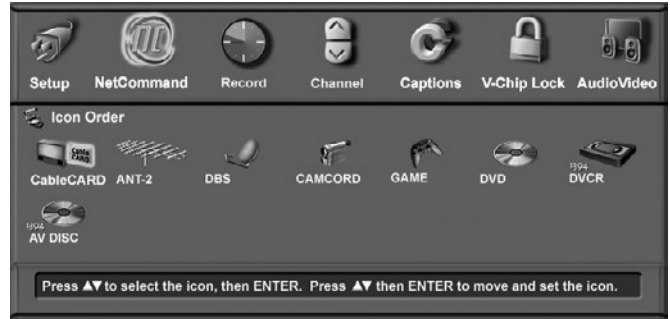 Setup NetCommand Record Channel Captions V-Chip Lock AudioVideo
Icon Order
CableCARD
CableCARD ANT-2 DBS CAMCORD GAME DVD 1394 DVCR
1394
AV DISC
Press ▲▼ to select the icon, then ENTER. Press ▲▼ then ENTER to move and set the icon.